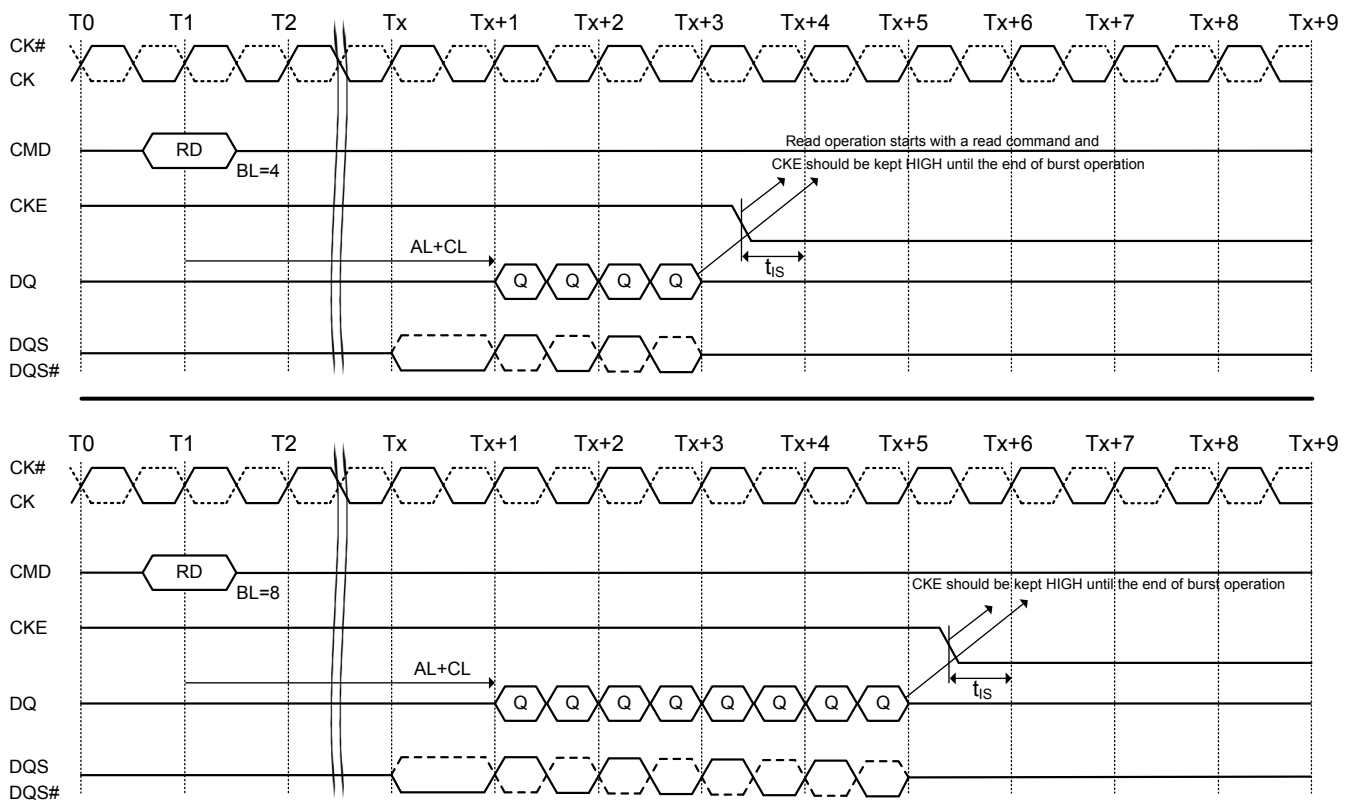 T0 T1 T2 Tx Tx+1 Tx+2 Tx+3 Tx+4 Tx+5 Tx+6 Tx+7 Tx+8 Tx+9
CK#
CK
CMD RD
BL=4
Read operation starts with a read command and
CKE should be kept HIGH until the end of burst operation
CKE
AL+CL
tIS
DQ Q Q Q Q
DQS
DQS#
T0 T1 T2 Tx Tx+1 Tx+2 Tx+3 Tx+4 Tx+5 Tx+6 Tx+7 Tx+8 Tx+9
CK#
CK
CMD RD
BL=8
CKE should be kept HIGH until the end of burst operation
CKE
AL+CL
tIS
DQ Q Q Q Q Q Q Q Q
DQS
DQS#